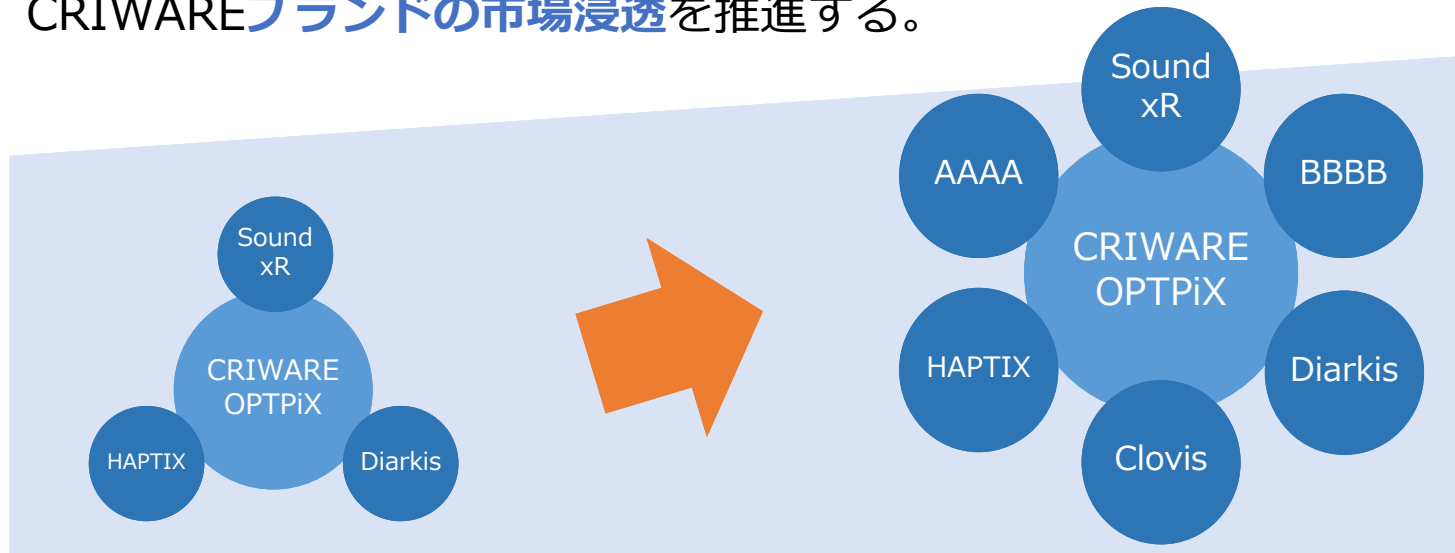 CRIWAREブランドの市場浸透を推進する。
Sound
xR
CRIWARE
OPTPiX
HAPTIX
Diarkis
Sound
xR
AAAA
BBBB
CRIWARE
OPTPiX
HAPTIX
Diarkis
Clovis